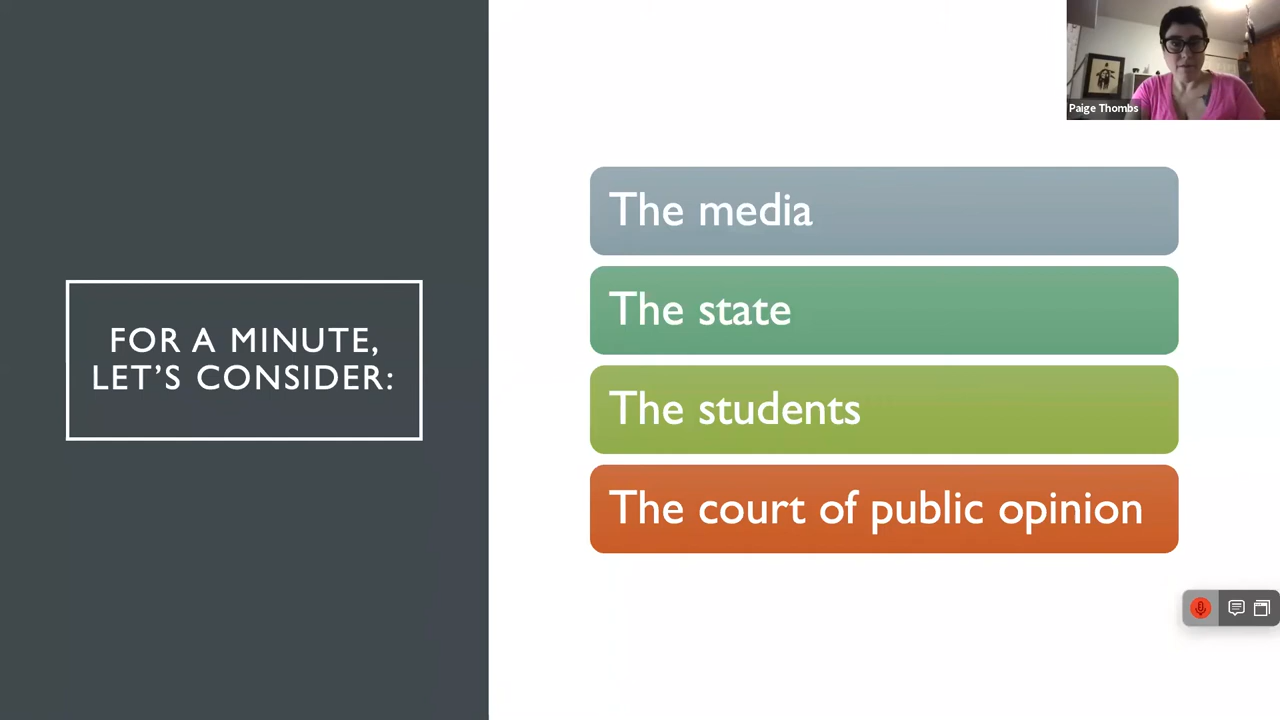 Paige Thombs
FOR A MINUTE,
LET'S CONSIDER:
The media
The state
The students
The court of public opinion